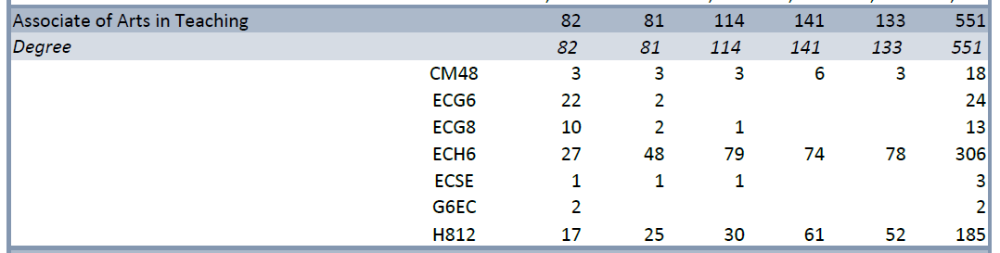 Associate of Arts in Teaching 82 81 114 141 133 551
Degree 82 81 114 141 133 551
CM48 3 3 3 6 3 18
ECG6 22 2 24
ECG8 10 2 1 13
ECH6 27 48 79 74 78 306
ECSE 1 1 1 3
G6EC 2 2
H812 17 25 30 61 52 185